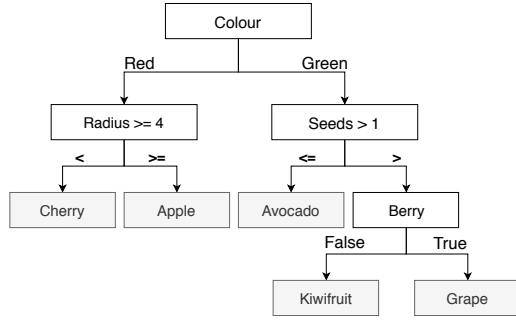 Colour
Red
Green
Radius >= 4
Seeds > 1
<
>=
<=
>
Cherry
Apple
Avocado
Berry
False
True
Kiwifruit
Grape